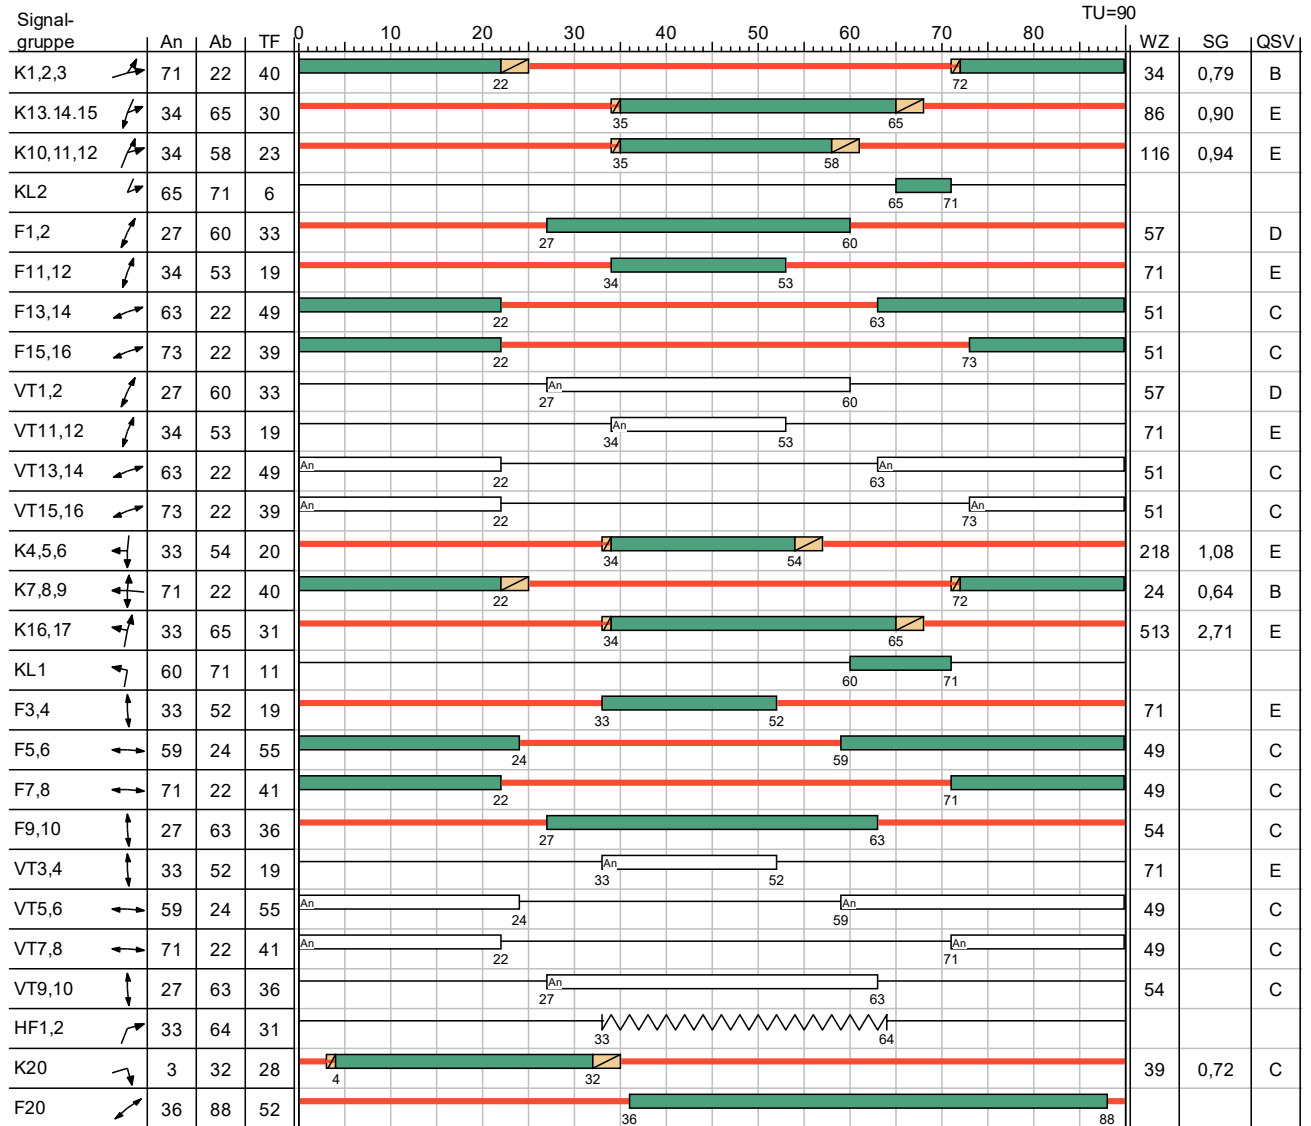 TU=90
Signal-
gruppe An Ab TF 0 10 20 30 40 50 60 70 80 WZ SG QSV
K1,2,3 71 22 40 22 72 34 0,79 B
K13.14.15 34 65 30 35 65 86 0,90 E
K10,11,12 34 58 23 35 58 116 0,94 E
KL2 65 71 6 65 71
F1,2 27 60 33 27 60 57 D
F11,12 34 53 19 34 53 71 E
F13,14 63 22 49 22 63 51 C
F15,16 73 22 39 22 73 51 C
VT1,2 27 60 33 An 27 60 57 D
VT11,12 34 53 19 An 34 53 71 E
VT13,14 63 22 49 An An 22 63 51 C
VT15,16 73 22 39 An An 22 73 51 C
K4,5,6 33 54 20 34 54 218 1,08 E
K7,8,9 71 22 40 22 72 24 0,64 B
K16,17 33 65 31 34 65 513 2,71 E
KL1 60 71 11 60 71
F3,4 33 52 19 33 52 71 E
F5,6 59 24 55 24 59 49 C
F7,8 71 22 41 22 71 49 C
F9,10 27 63 36 27 63 54 C
VT3,4 33 52 19 An 33 52 71 E
VT5,6 59 24 55 An An 24 59 49 C
VT7,8 71 22 41 An An 22 71 49 C
VT9,10 27 63 36 An 27 63 54 C
HF1,2 33 64 31 33 64
K20 3 32 28 4 32 39 0,72 C
F20 36 88 52 36 88